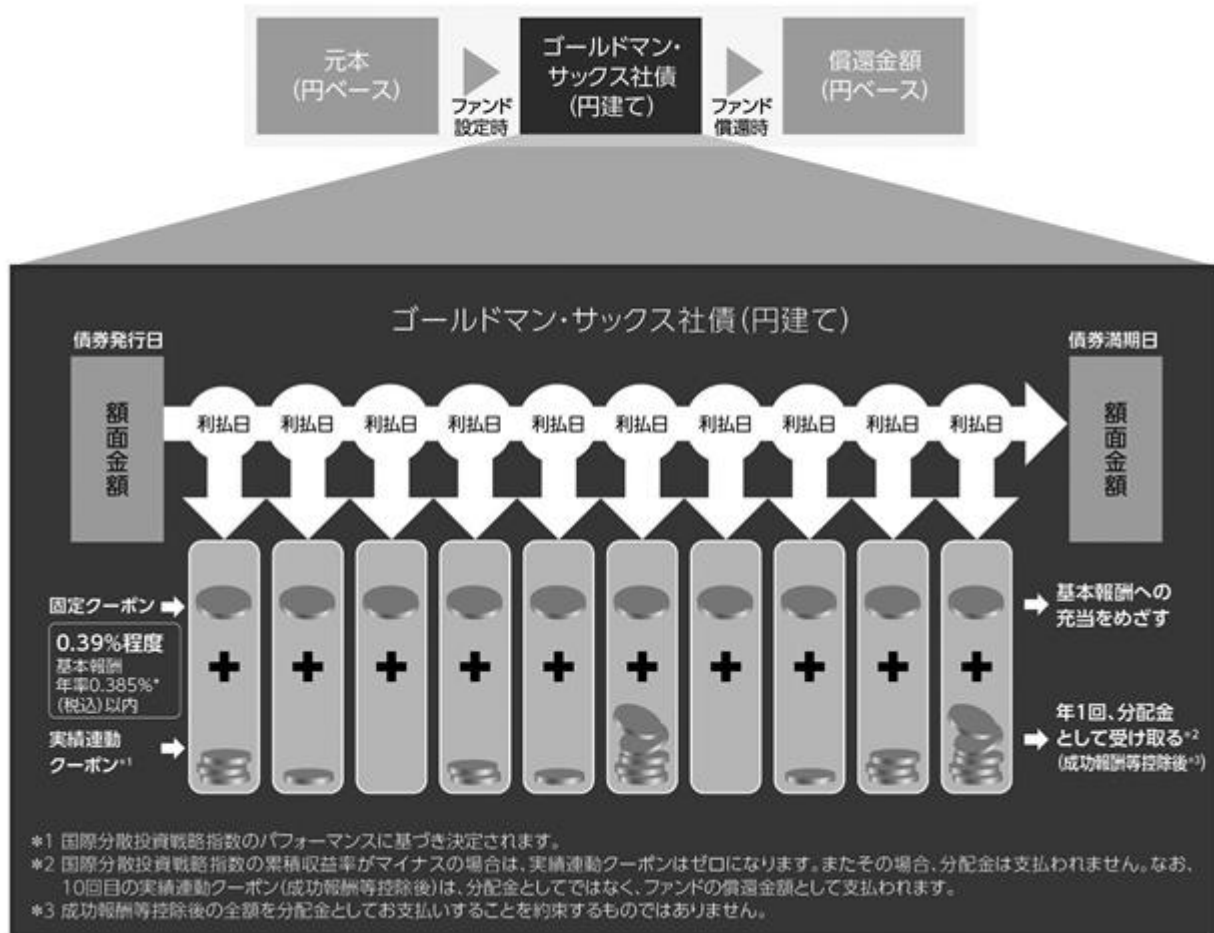 元本
(円ベース)
ファンド
設定時
ゴールドマン・
サックス社債
(円建て)
ファンド
償還時
償還金額
(円ベース)
ゴールドマン・サックス社債(円建て)
債券発行日
額面金額
利払日 利払日 利払日 利払日 利払日 利払日 利払日 利払日 利払日 利払日
債券満期日
額面金額
固定クーポン
0.39%程度
基本報酬
年率0.385%*
(税込)以内
実績連動
クーポン*1
基本報酬への
充当をめざす
年1回、分配金
として受け取る*2
(成功報酬等控除後*3)
*1 国際分散投資戦略指数のパフォーマンスに基づき決定されます。
*2 国際分散投資戦略指数の累積収益率がマイナスの場合は、実績連動クーポンはゼロになります。またその場合、分配金は支払われません。なお、
10回目の実績連動クーポン(成功報酬等控除後)は、分配金としてではなく、ファンドの償還金額として支払われます。
*3 成功報酬等控除後の全額を分配金としてお支払いすることを約束するものではありません。